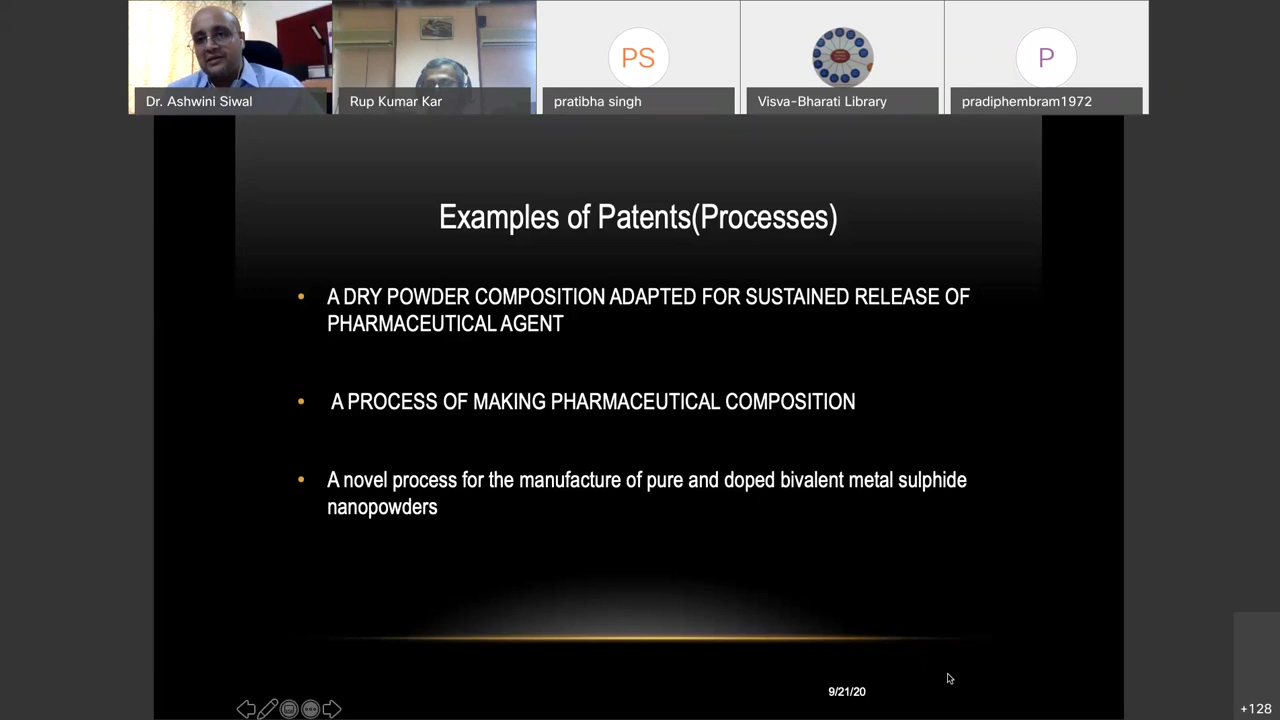 PS
P
Dr. Ashwini Siwal
Rup Kumar Kar
pratibha singh
Visva-Bharati Library
pradiphembram1972
Examples of Patents(Processes)
• A DRY POWDER COMPOSITION ADAPTED FOR SUSTAINED RELEASE OF
PHARMACEUTICAL AGENT
• A PROCESS OF MAKING PHARMACEUTICAL COMPOSITION
• A novel process for the manufacture of pure and doped bivalent metal sulphide
nanopowders
9/21/20
+128